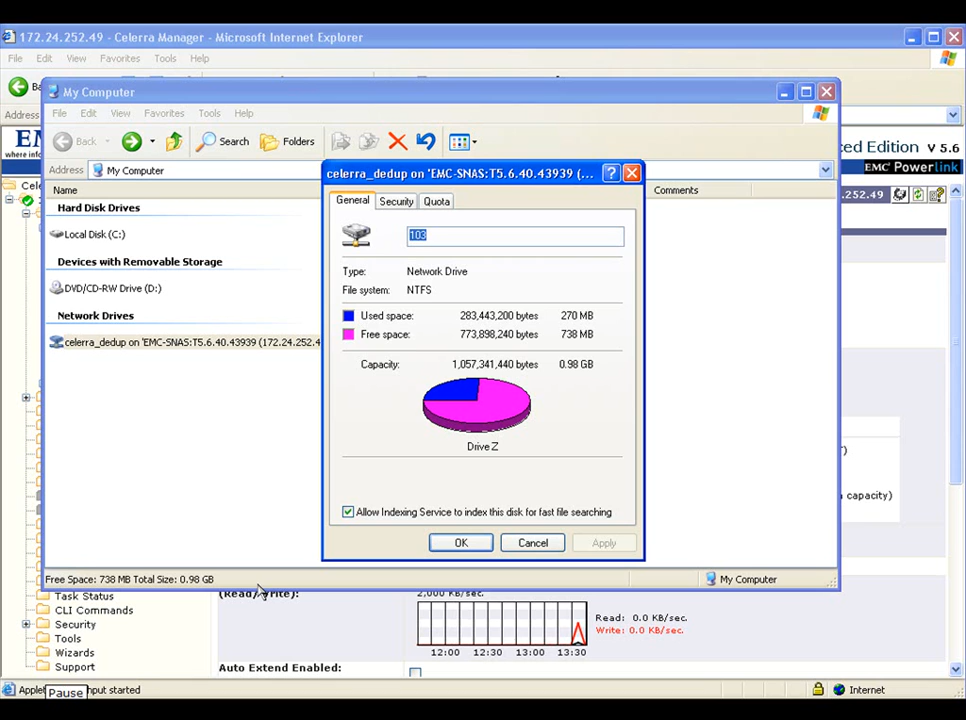 172.24.252.49 - Celerra Manager - Microsoft Internet Explorer
File Edit View Favorites Tools Help
My Computer
File Edit View Favorites Tools Help
Address
Back Search Folders
Address My Computer
EM
where info
ed Edition V 5.6
EMC² Powerlink
.252.49
Cele
Name Comments
Hard Disk Drives
Local Disk (C:)
Devices with Removable Storage
DVD/CD-RW Drive (D:)
Network Drives
celerra_dedup on 'EMC-SNAS:T5.6.40.43939 (172.24.252.4
celerra_dedup on 'EMC-SNAS:T5.6.40.43939 (...
General Security Quota
103
Type: Network Drive
File system: NTFS
Used space: 283,443,200 bytes 270 MB
Free space: 773,898,240 bytes 738 MB
Capacity: 1,057,341,440 bytes 0.98 GB
Drive Z
Allow Indexing Service to index this disk for fast file searching
OK Cancel Apply
capacity)
Free Space: 738 MB Total Size: 0.98 GB My Computer
Task Status
CLI Commands
Security
Tools
Wizards
Support
(Read/Write):
2,000 KB/sec.
Read: 0.0 KB/sec.
Write: 0.0 KB/sec.
12:00 12:30 13:00 13:30
Auto Extend Enabled:
Applet input started Internet
Pause